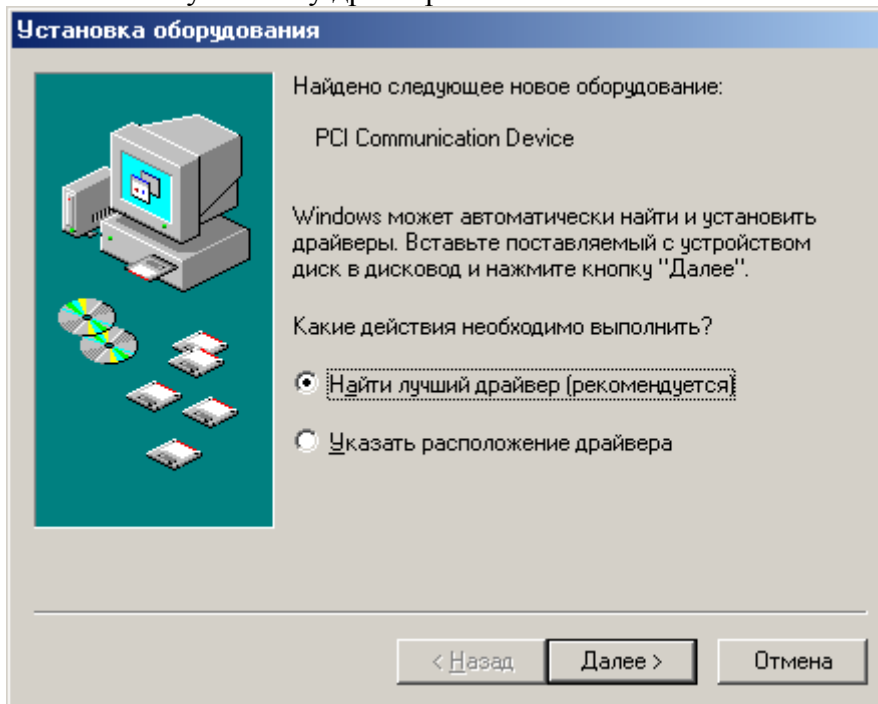 Установка оборудования
Найдено следующее новое оборудование:
PCI Communication Device
Windows может автоматически найти и установить
драйверы. Вставьте поставляемый с устройством
диск в дисковод и нажмите кнопку "Далее".
Какие действия необходимо выполнить?
Найти лучший драйвер (рекомендуется)
Указать расположение драйвера
< Назад
Далее >
Отмена